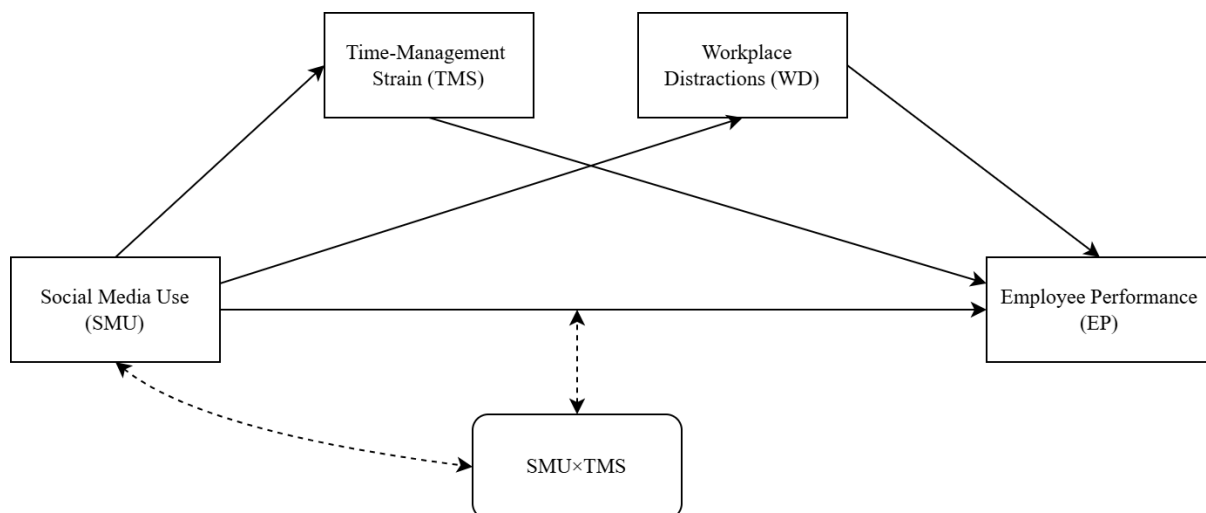 Time-Management
Strain (TMS)
Workplace
Distractions (WD)
Social Media Use
(SMU)
Employee Performance
(EP)
SMU×TMS